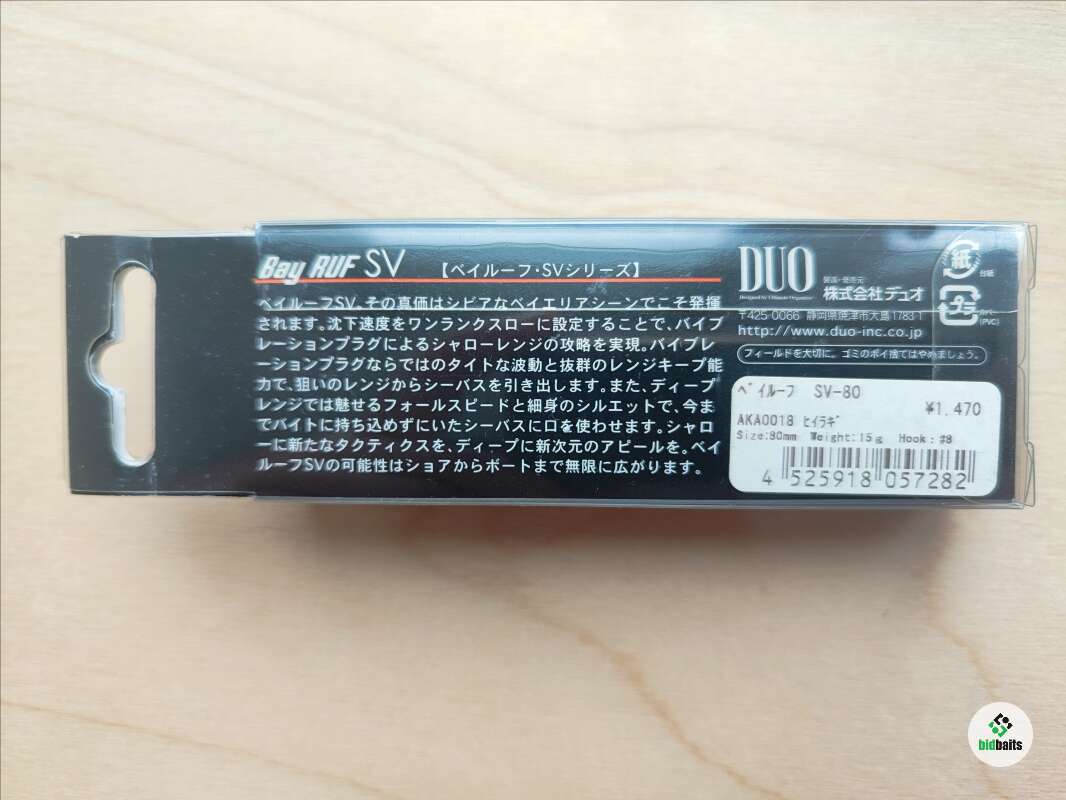 Bay RUF SV 【ベイルーフ・SVシリーズ】
ベイルーフSV、その真価はシビアなベイエリアシーンでこそ発揮
されます。沈下速度をワンランクスローに設定することで、バイブ
レーションプラグによるシャローレンジの攻略を実現。バイブレ
ーションプラグならではのタイトな波動と抜群のレンジキープ能
力で、狙いのレンジからシーバスを引き出します。また、ディープ
レンジでは魅せるフォールスピードと細身のシルエットで、今ま
でバイトに持ち込めずにいたシーバスに口を使わせます。シャロ
ーに新たなタクティクスを、ディープに新次元のアピールを。ベイ
ルーフSVの可能性はショアからボートまで無限に広がります。
DUO
製造・発売元
株式会社デュオ
〒425-0066 静岡県焼津市大島1783-1
http://www.duo-inc.co.jp
フィールドを大切に。ゴミのポイ捨てはやめましょう。
紙
台紙
プラ
カバー
(PVC)
ベイルーフ SV-80
¥1,470
AKA0018 ヒイラギ
Size:80mm Weight:15g Hook:#8
4 525918 057282
bidbaits